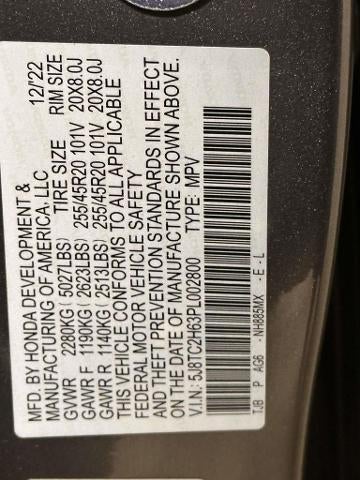 MFD. BY HONDA DEVELOPMENT & 12/'22
MANUFACTURING OF AMERICA, LLC
TIRE SIZE RIM SIZE
GVWR 2280KG (5027LBS)
GAWR F 1190KG (2623LBS) 255/45R20 101V 20X8.0J
GAWR R 1140KG (2513LBS) 255/45R20 101V 20X8.0J
THIS VEHICLE CONFORMS TO ALL APPLICABLE
FEDERAL MOTOR VEHICLE SAFETY
AND THEFT PREVENTION STANDARDS IN EFFECT
ON THE DATE OF MANUFACTURE SHOWN ABOVE.
V.I.N.: 5J8TC2H63PL002800 TYPE: MPV
TJB P AG6 - NH885MX - E - L